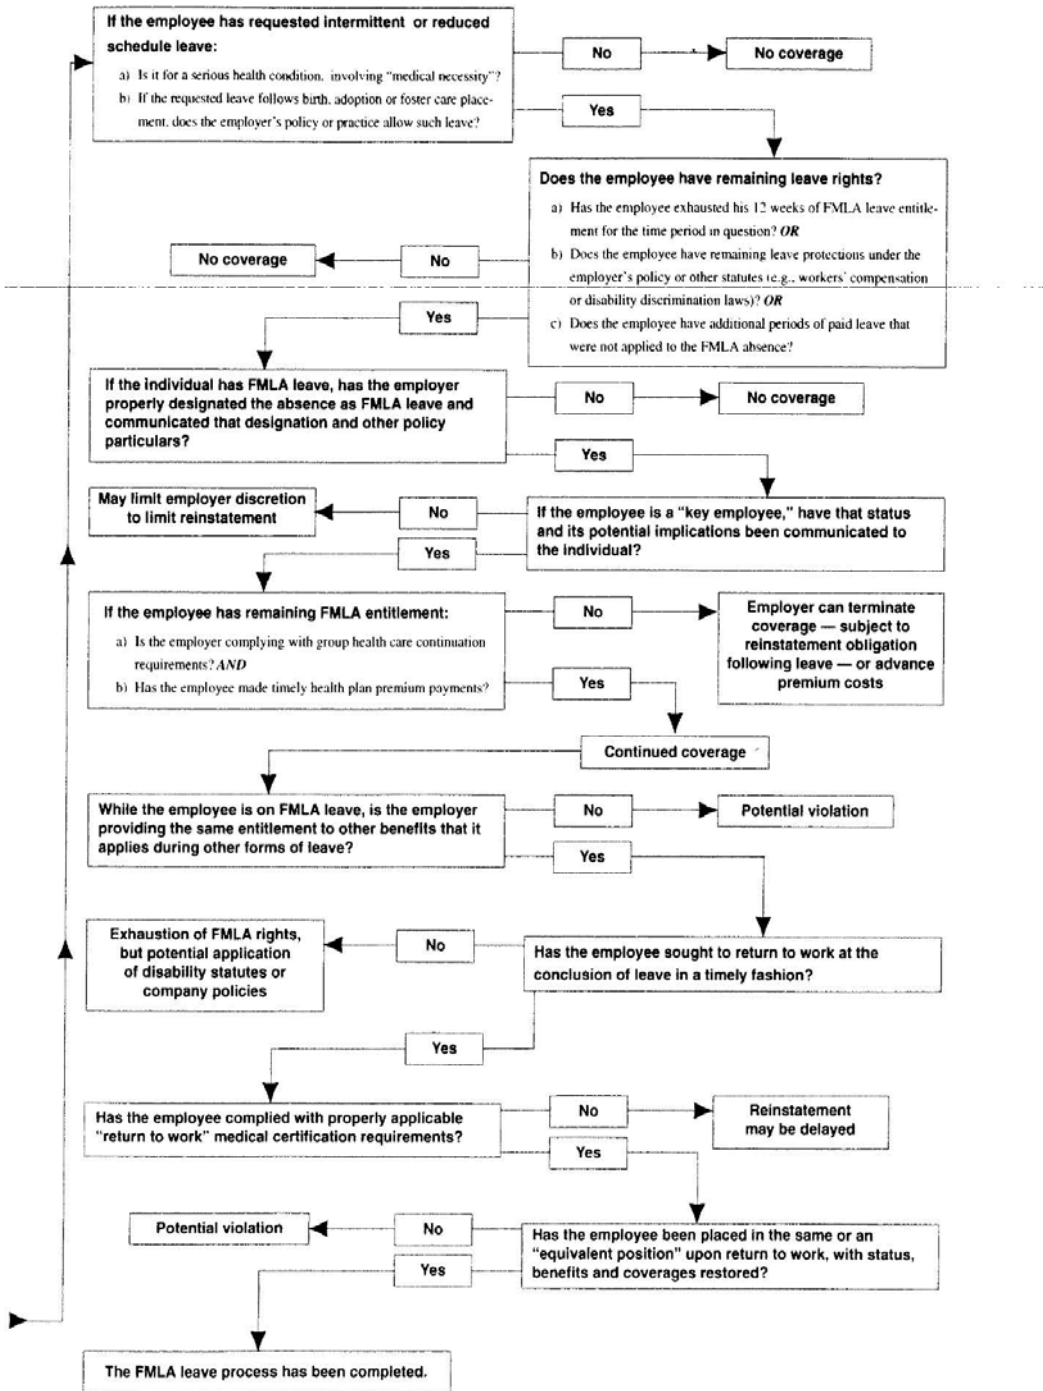 If the employee has requested intermittent or reduced
schedule leave:
a) Is it for a serious health condition, involving "medical necessity"?
b) If the requested leave follows birth, adoption or foster care place-
ment, does the employer's policy or practice allow such leave?
No
No coverage
Yes
Does the employee have remaining leave rights?
a) Has the employee exhausted his 12 weeks of FMLA leave entitle-
ment for the time period in question? OR
b) Does the employee have remaining leave protections under the
employer's policy or other statutes (e.g., workers' compensation
or disability discrimination laws)? OR
c) Does the employee have additional periods of paid leave that
were not applied to the FMLA absence?
No
No coverage
Yes
If the individual has FMLA leave, has the employer
properly designated the absence as FMLA leave and
communicated that designation and other policy
particulars?
No
No coverage
Yes
If the employee is a "key employee," have that status
and its potential implications been communicated to
the individual?
No
May limit employer discretion
to limit reinstatement
Yes
If the employee has remaining FMLA entitlement:
a) Is the employer complying with group health care continuation
requirements? AND
b) Has the employee made timely health plan premium payments?
No
Employer can terminate
coverage — subject to
reinstatement obligation
following leave — or advance
premium costs
Yes
Continued coverage
While the employee is on FMLA leave, is the employer
providing the same entitlement to other benefits that it
applies during other forms of leave?
No
Potential violation
Yes
Has the employee sought to return to work at the
conclusion of leave in a timely fashion?
No
Exhaustion of FMLA rights,
but potential application
of disability statutes or
company policies
Yes
Has the employee complied with properly applicable
"return to work" medical certification requirements?
No
Reinstatement
may be delayed
Yes
Has the employee been placed in the same or an
"equivalent position" upon return to work, with status,
benefits and coverages restored?
No
Potential violation
Yes
The FMLA leave process has been completed.